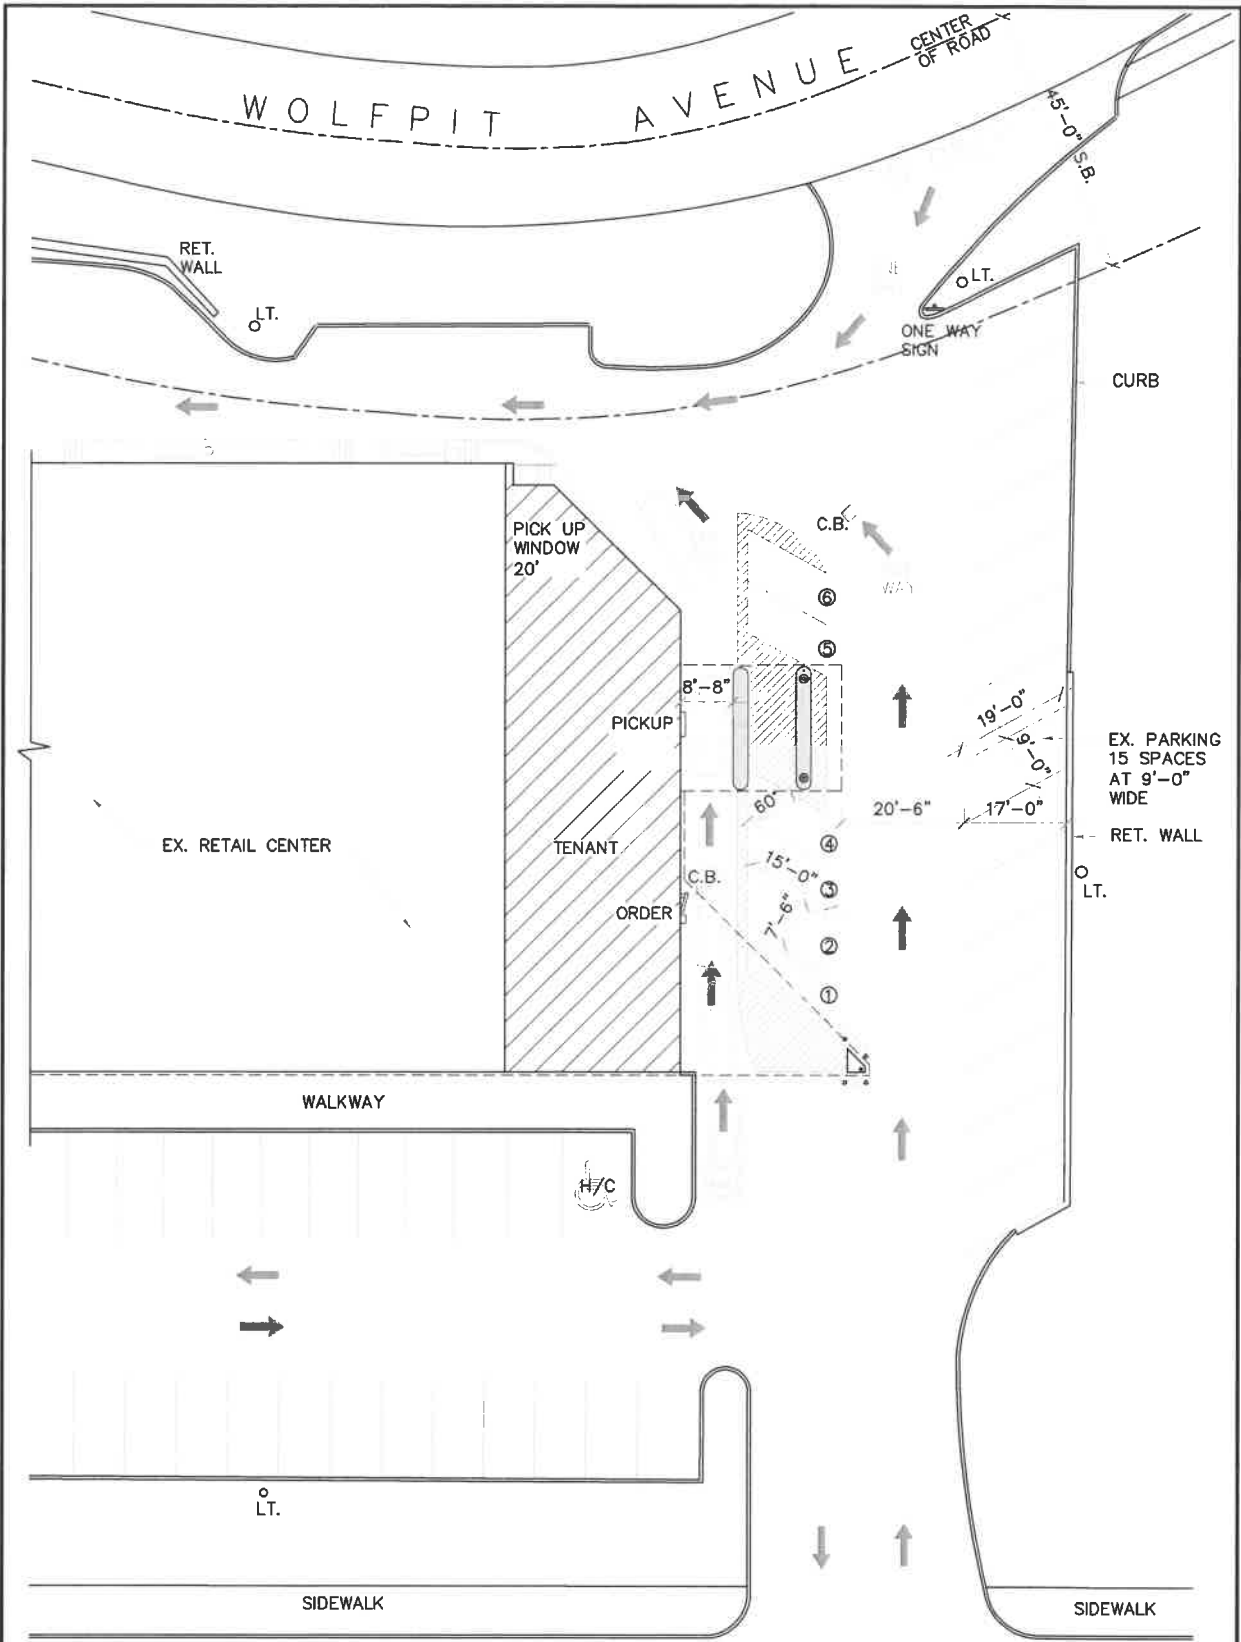 WOLFPIT AVENUE
CENTER
OF ROAD
45'-0" S.B.
RET.
WALL
LT.
LT.
ONE WAY
SIGN
CURB
PICK UP
WINDOW
20'
C.B.
WAY
6
5
8'-8"
PICKUP
19'-0"
9'-0"
EX. PARKING
15 SPACES
AT 9'-0"
WIDE
60°
20'-6"
17'-0"
RET. WALL
EX. RETAIL CENTER
TENANT
4
15'-0"
C.B.
3
LT.
ORDER
7'-6"
2
1
WALKWAY
H/C
LT.
SIDEWALK
SIDEWALK